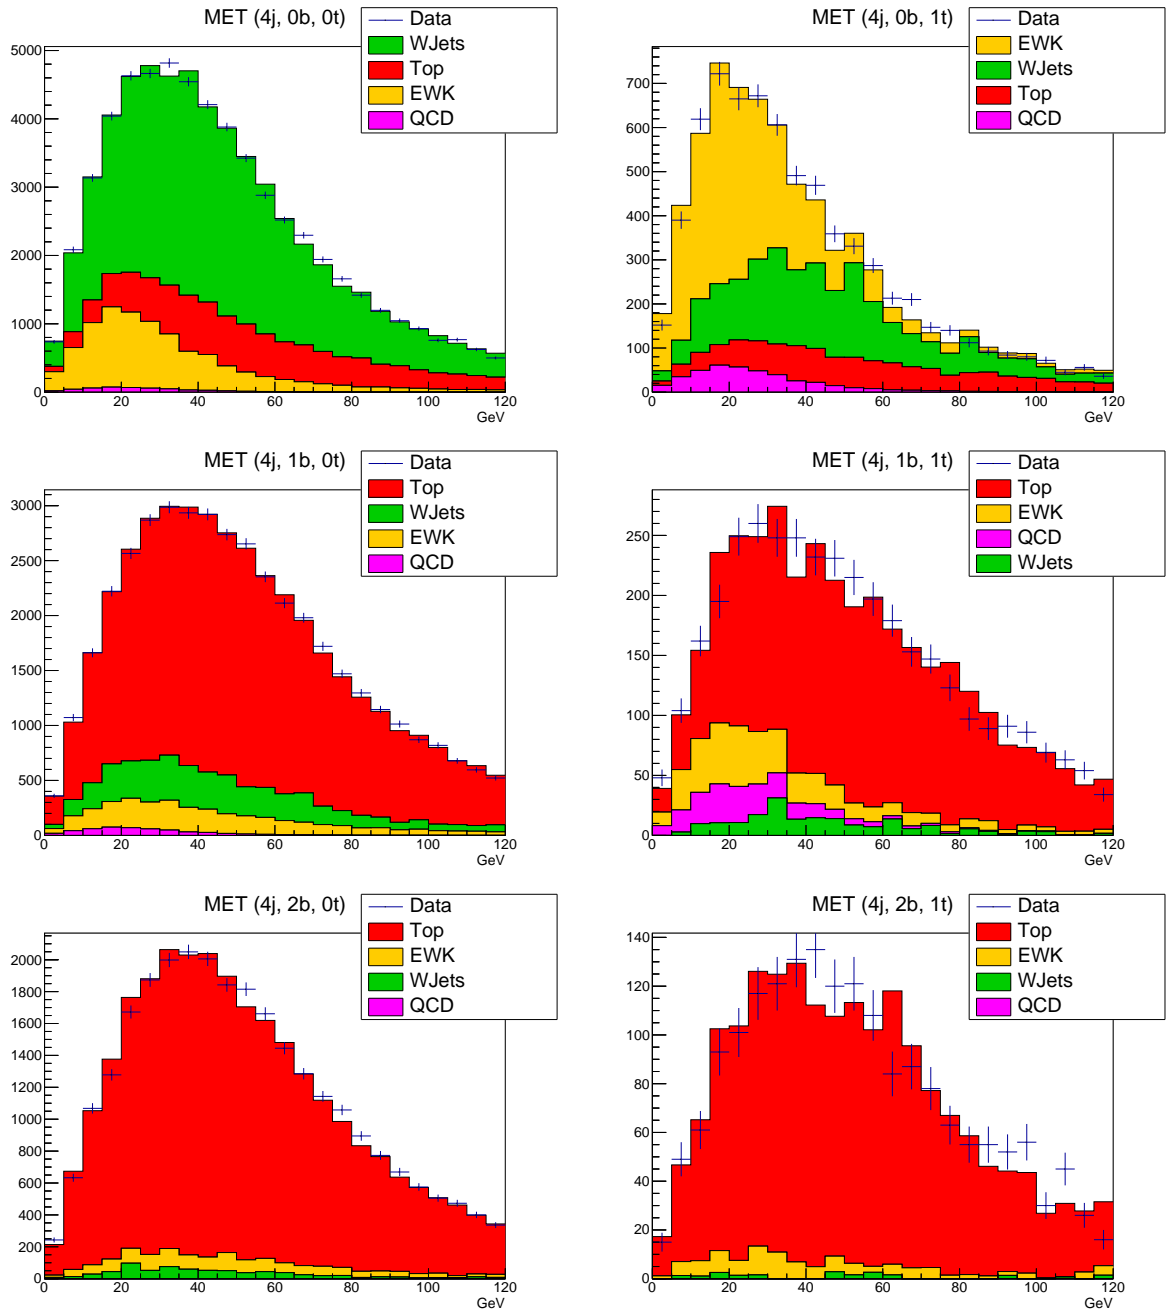 MET (4j, 0b, 0t)
Data
WJets
Top
EWK
QCD
5000
4000
3000
2000
1000
0
0 20 40 60 80 100 120
GeV
MET (4j, 0b, 1t)
Data
EWK
WJets
Top
QCD
700
600
500
400
300
200
100
0
0 20 40 60 80 100 120
GeV
MET (4j, 1b, 0t)
Data
Top
WJets
EWK
QCD
3000
2500
2000
1500
1000
500
0
0 20 40 60 80 100 120
GeV
MET (4j, 1b, 1t)
Data
Top
EWK
QCD
WJets
250
200
150
100
50
0
0 20 40 60 80 100 120
GeV
MET (4j, 2b, 0t)
Data
Top
EWK
WJets
QCD
2000
1800
1600
1400
1200
1000
800
600
400
200
0
0 20 40 60 80 100 120
GeV
MET (4j, 2b, 1t)
Data
Top
EWK
WJets
QCD
140
120
100
80
60
40
20
0
0 20 40 60 80 100 120
GeV